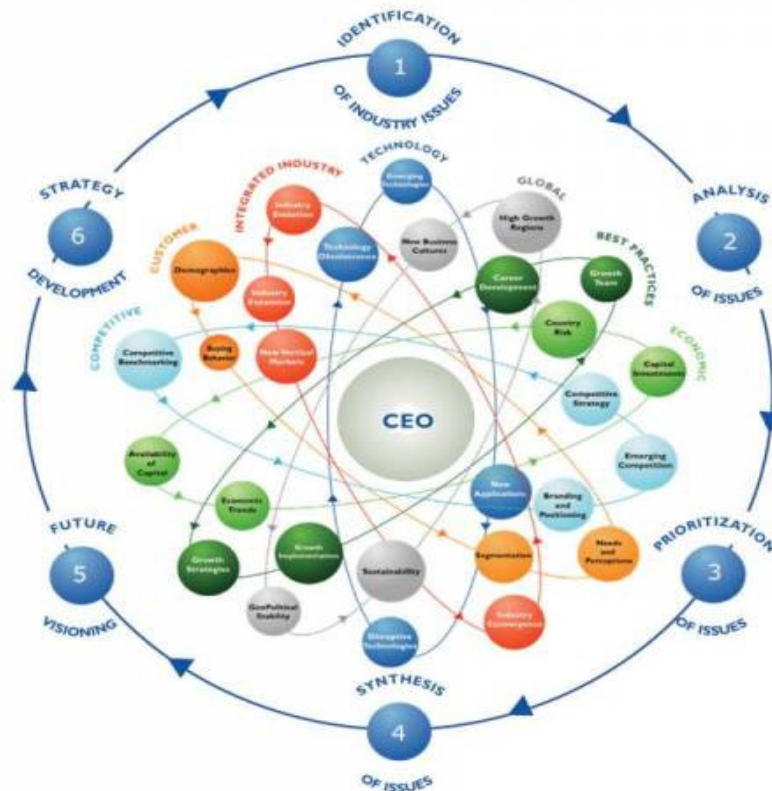 IDENTIFICATION
1
OF INDUSTRY ISSUES
ANALYSIS
2
OF ISSUES
PRIORITIZATION
3
OF ISSUES
SYNTHESIS
4
OF ISSUES
FUTURE
5
VISIONING
STRATEGY
6
DEVELOPMENT
TECHNOLOGY
Emerging
Technologies
Technology
Obsolescence
New
Applications
Disruptive
Technologies
INTEGRATED INDUSTRY
Industry
Evolution
Industry
Expansion
New Vertical
Markets
Industry
Convergence
GLOBAL
High Growth
Regions
New Business
Cultures
Sustainability
GeoPolitical
Stability
CUSTOMER
Demographics
Buying
Behavior
Segmentation
Needs
and
Perceptions
BEST PRACTICES
Career
Development
Growth
Team
Growth
Strategies
Growth
Implementation
COMPETITIVE
Competitive
Benchmarking
Competitive
Strategy
Emerging
Competition
Branding
and
Positioning
ECONOMIC
Country
Risk
Capital
Investments
Availability
of
Capital
Economic
Trends
CEO